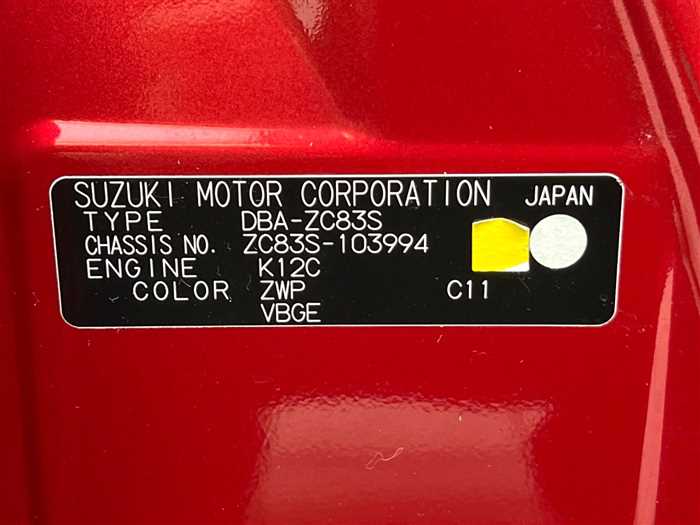 SUZUKI MOTOR CORPORATION JAPAN
TYPE DBA-ZC83S
CHASSIS NO. ZC83S-103994
ENGINE K12C
COLOR ZWP C11
VBGE